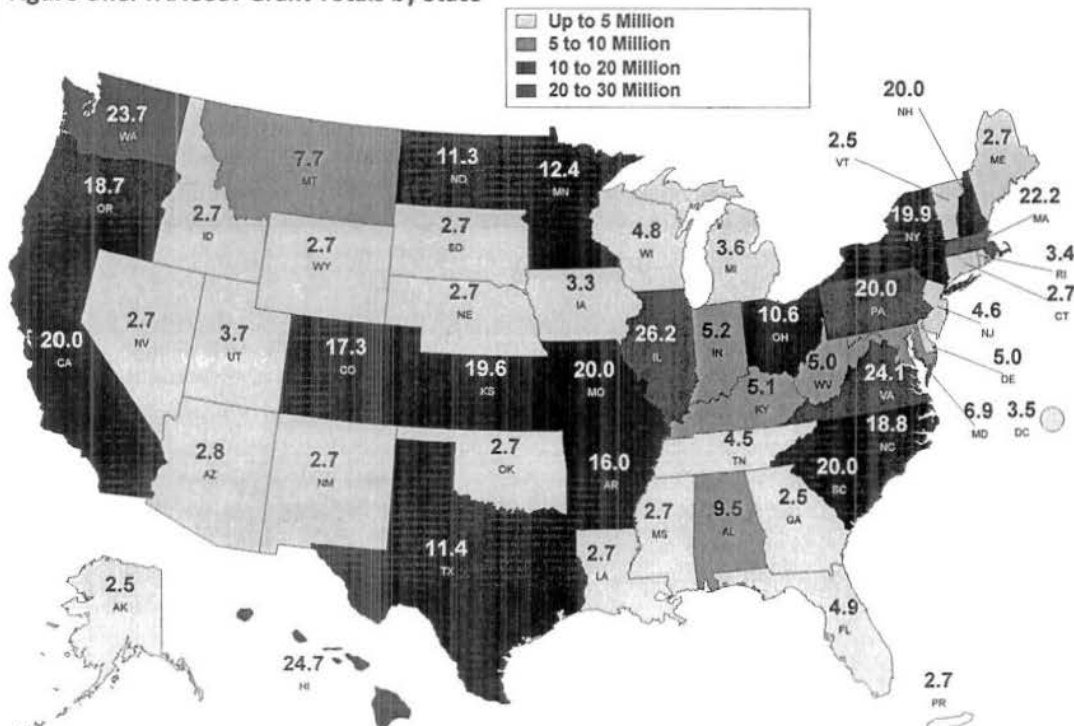 Up to 5 Million
5 to 10 Million
10 to 20 Million
20 to 30 Million
23.7
WA
18.7
OR
20.0
CA
2.7
NV
2.7
ID
7.7
MT
2.7
WY
3.7
UT
2.8
AZ
17.3
CO
2.7
NM
11.3
ND
2.7
SD
2.7
NE
19.6
KS
2.7
OK
11.4
TX
12.4
MN
3.3
IA
20.0
MO
16.0
AR
2.7
LA
4.8
WI
26.2
IL
3.6
MI
5.2
IN
10.6
OH
5.1
KY
4.5
TN
2.7
MS
9.5
AL
2.5
GA
4.9
FL
20.0
SC
18.8
NC
24.1
VA
5.0
WV
20.0
PA
19.9
NY
2.5
VT
20.0
NH
2.7
ME
22.2
MA
3.4
RI
2.7
CT
4.6
NJ
5.0
DE
6.9
MD
3.5
DC
2.5
AK
24.7
HI
2.7
PR